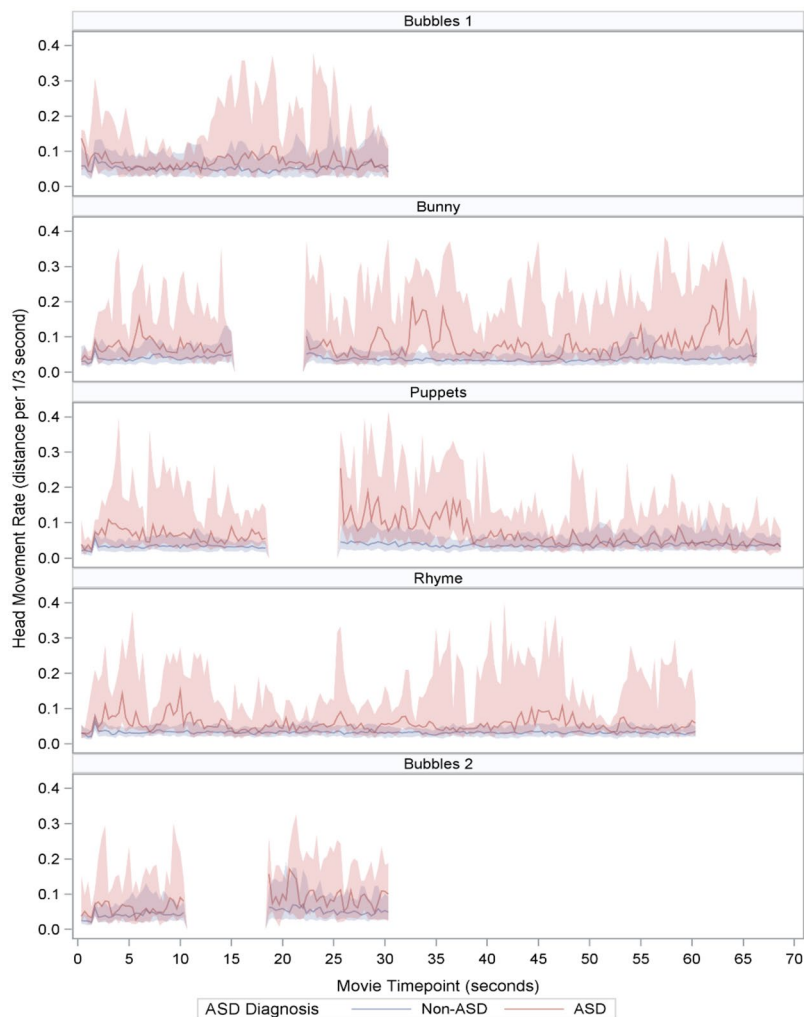 Bubbles 1
0.4
0.3
0.2
0.1
0.0
Bunny
0.4
0.3
0.2
0.1
0.0
Puppets
0.4
0.3
0.2
0.1
0.0
Rhyme
0.4
0.3
0.2
0.1
0.0
Bubbles 2
0.4
0.3
0.2
0.1
0.0
Head Movement Rate (distance per 1/3 second)
0 5 10 15 20 25 30 35 40 45 50 55 60 65 70
Movie Timepoint (seconds)
ASD Diagnosis Non-ASD ASD